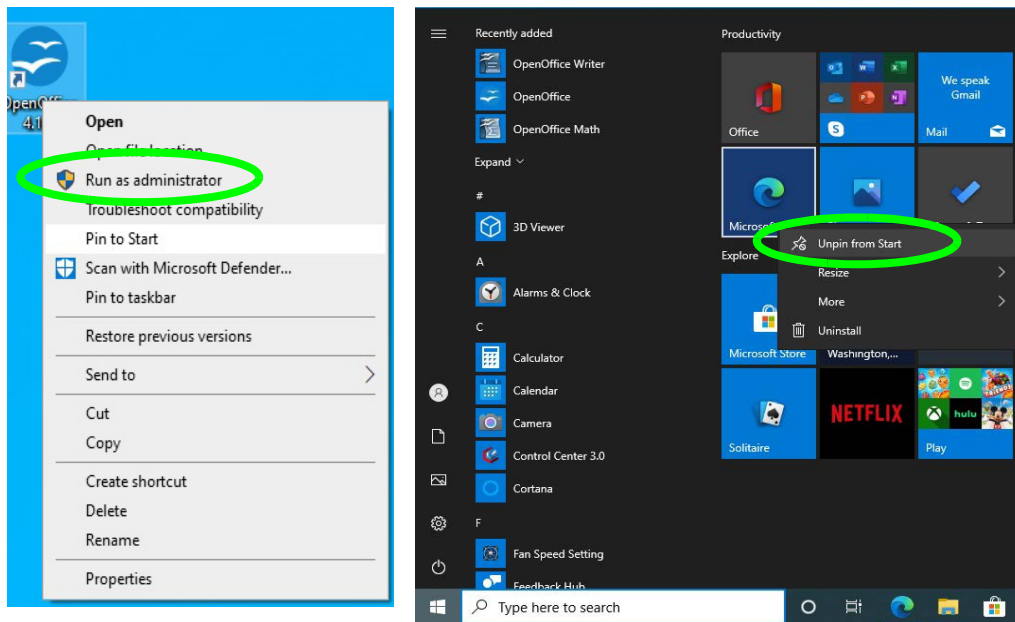 Open
Open file location
Run as administrator
Troubleshoot compatibility
Pin to Start
Scan with Microsoft Defender...
Pin to taskbar
Restore previous versions
Send to
Cut
Copy
Create shortcut
Delete
Rename
Properties
Recently added
OpenOffice Writer
OpenOffice
OpenOffice Math
Expand
#
3D Viewer
A
Alarms & Clock
C
Calculator
Calendar
Camera
Control Center 3.0
Cortana
F
Fan Speed Setting
Feedback Hub
Type here to search
Productivity
Office
We speak
Gmail
Mail
Unpin from Start
Resize
More
Uninstall
Explore
Microsoft Store
Washington,...
Solitaire
NETFLIX
hulu
Play